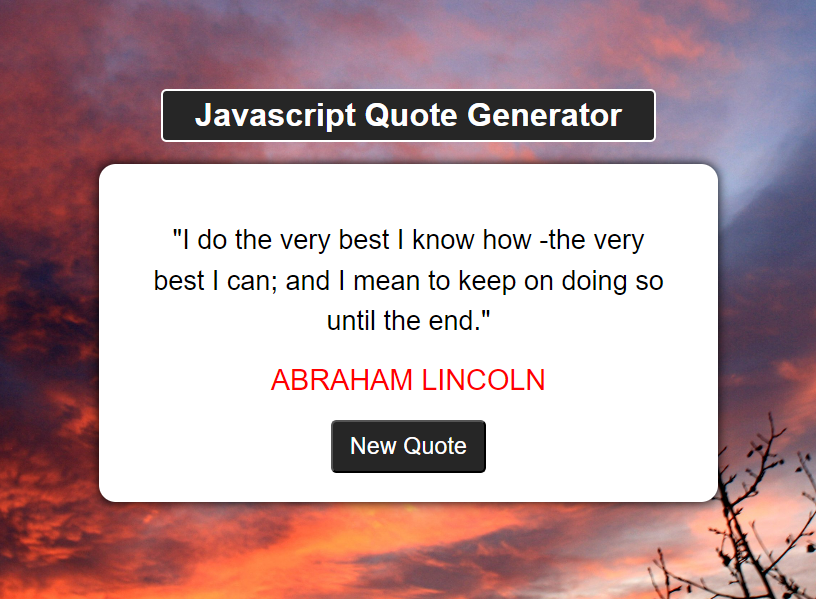 Javascript Quote Generator
"I do the very best I know how -the very
best I can; and I mean to keep on doing so
until the end."
ABRAHAM LINCOLN
New Quote